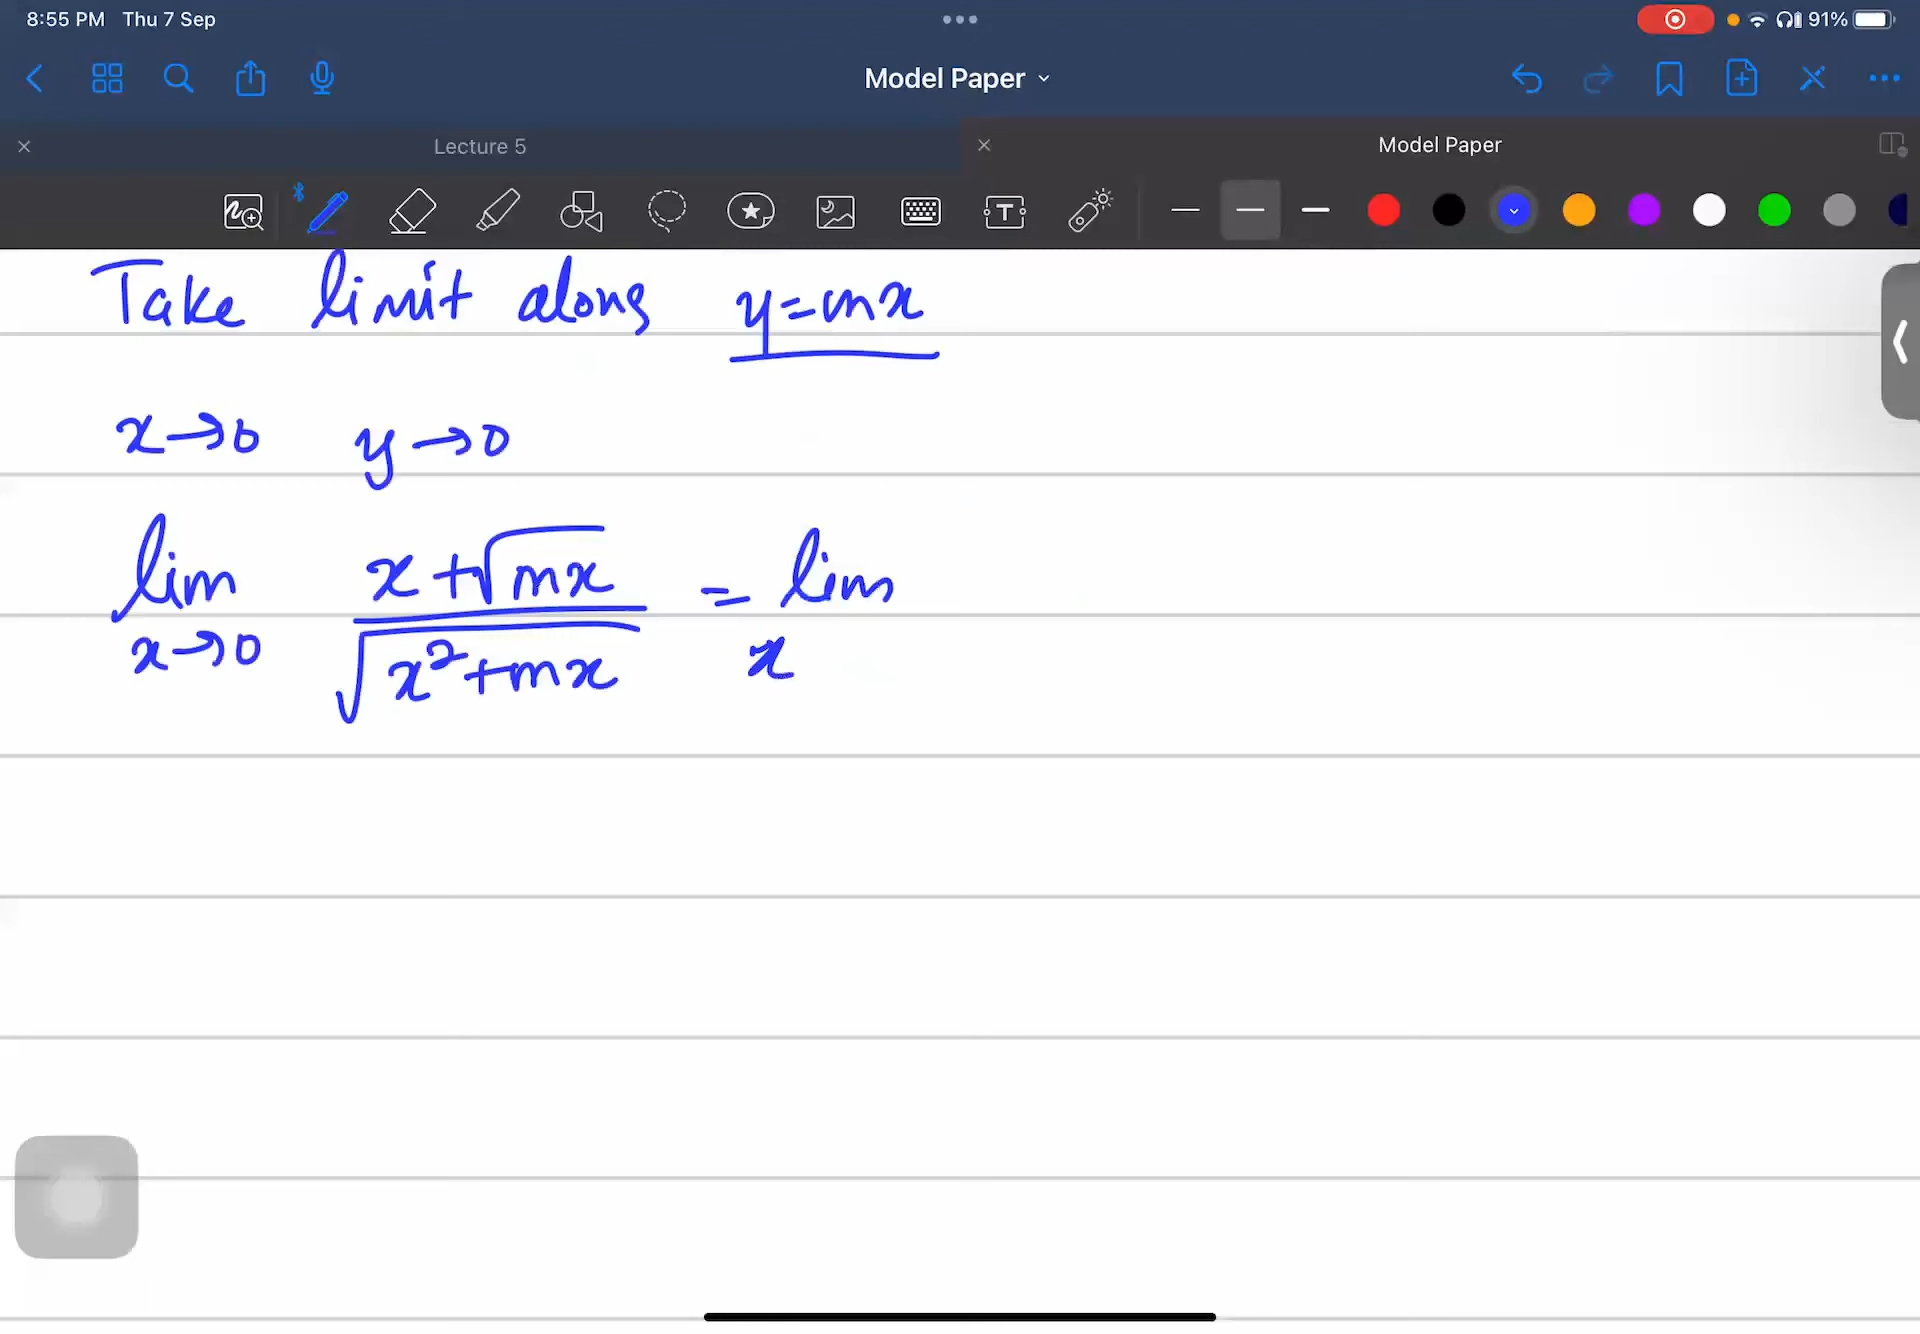 8:55 PM Thu 7 Sep
91%
Model Paper
Lecture 5
Model Paper
T
Take limit along y=mx
x→0 y→0
lim x→0 (x+√mx)/√(x²+mx) = lim x